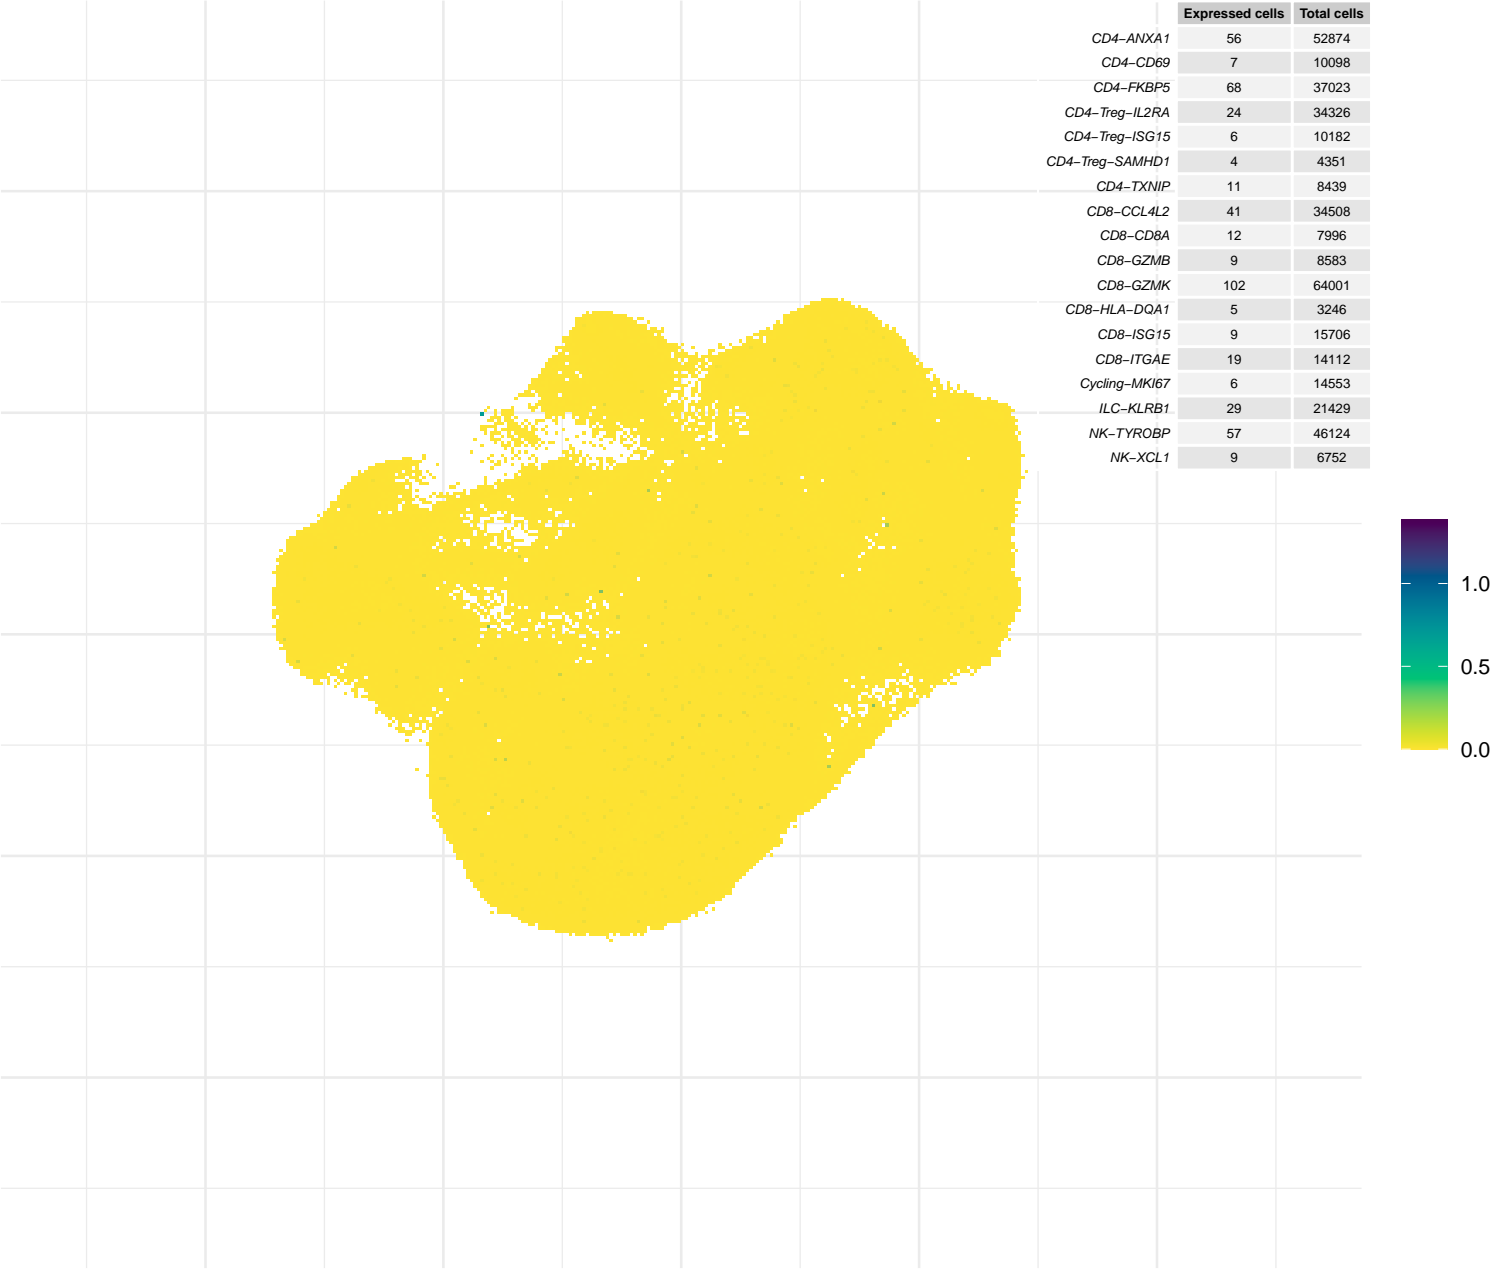 Expressed cells Total cells
CD4−ANXA1 56 52874
CD4−CD69 7 10098
CD4−FKBP5 68 37023
CD4−Treg−IL2RA 24 34326
CD4−Treg−ISG15 6 10182
CD4−Treg−SAMHD1 4 4351
CD4−TXNIP 11 8439
CD8−CCL4L2 41 34508
CD8−CD8A 12 7996
CD8−GZMB 9 8583
CD8−GZMK 102 64001
CD8−HLA−DQA1 5 3246
CD8−ISG15 9 15706
CD8−ITGAE 19 14112
Cycling−MKI67 6 14553
ILC−KLRB1 29 21429
NK−TYROBP 57 46124
NK−XCL1 9 6752
1.0
0.5
0.0